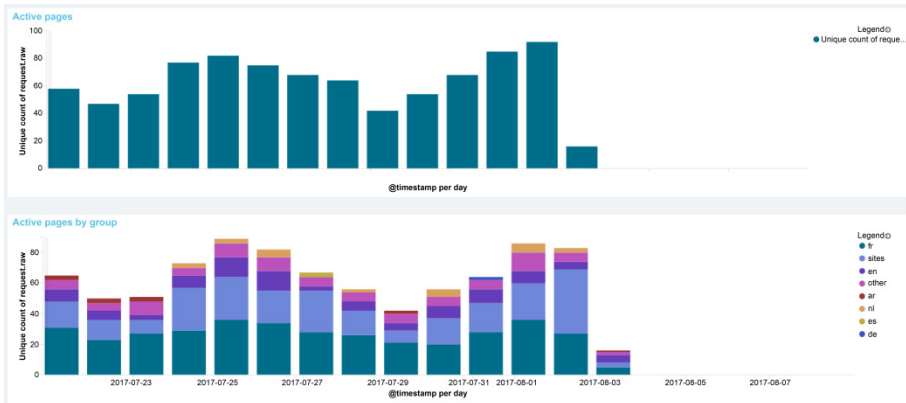 Active pages
Legend
Unique count of reque...
Unique count of request.raw
100
80
60
40
20
0
@timestamp per day
Active pages by group
Legend
fr
sites
en
other
ar
nl
es
de
Unique count of request.raw
80
60
40
20
0
2017-07-23 2017-07-25 2017-07-27 2017-07-29 2017-07-31 2017-08-01 2017-08-03 2017-08-05 2017-08-07
@timestamp per day